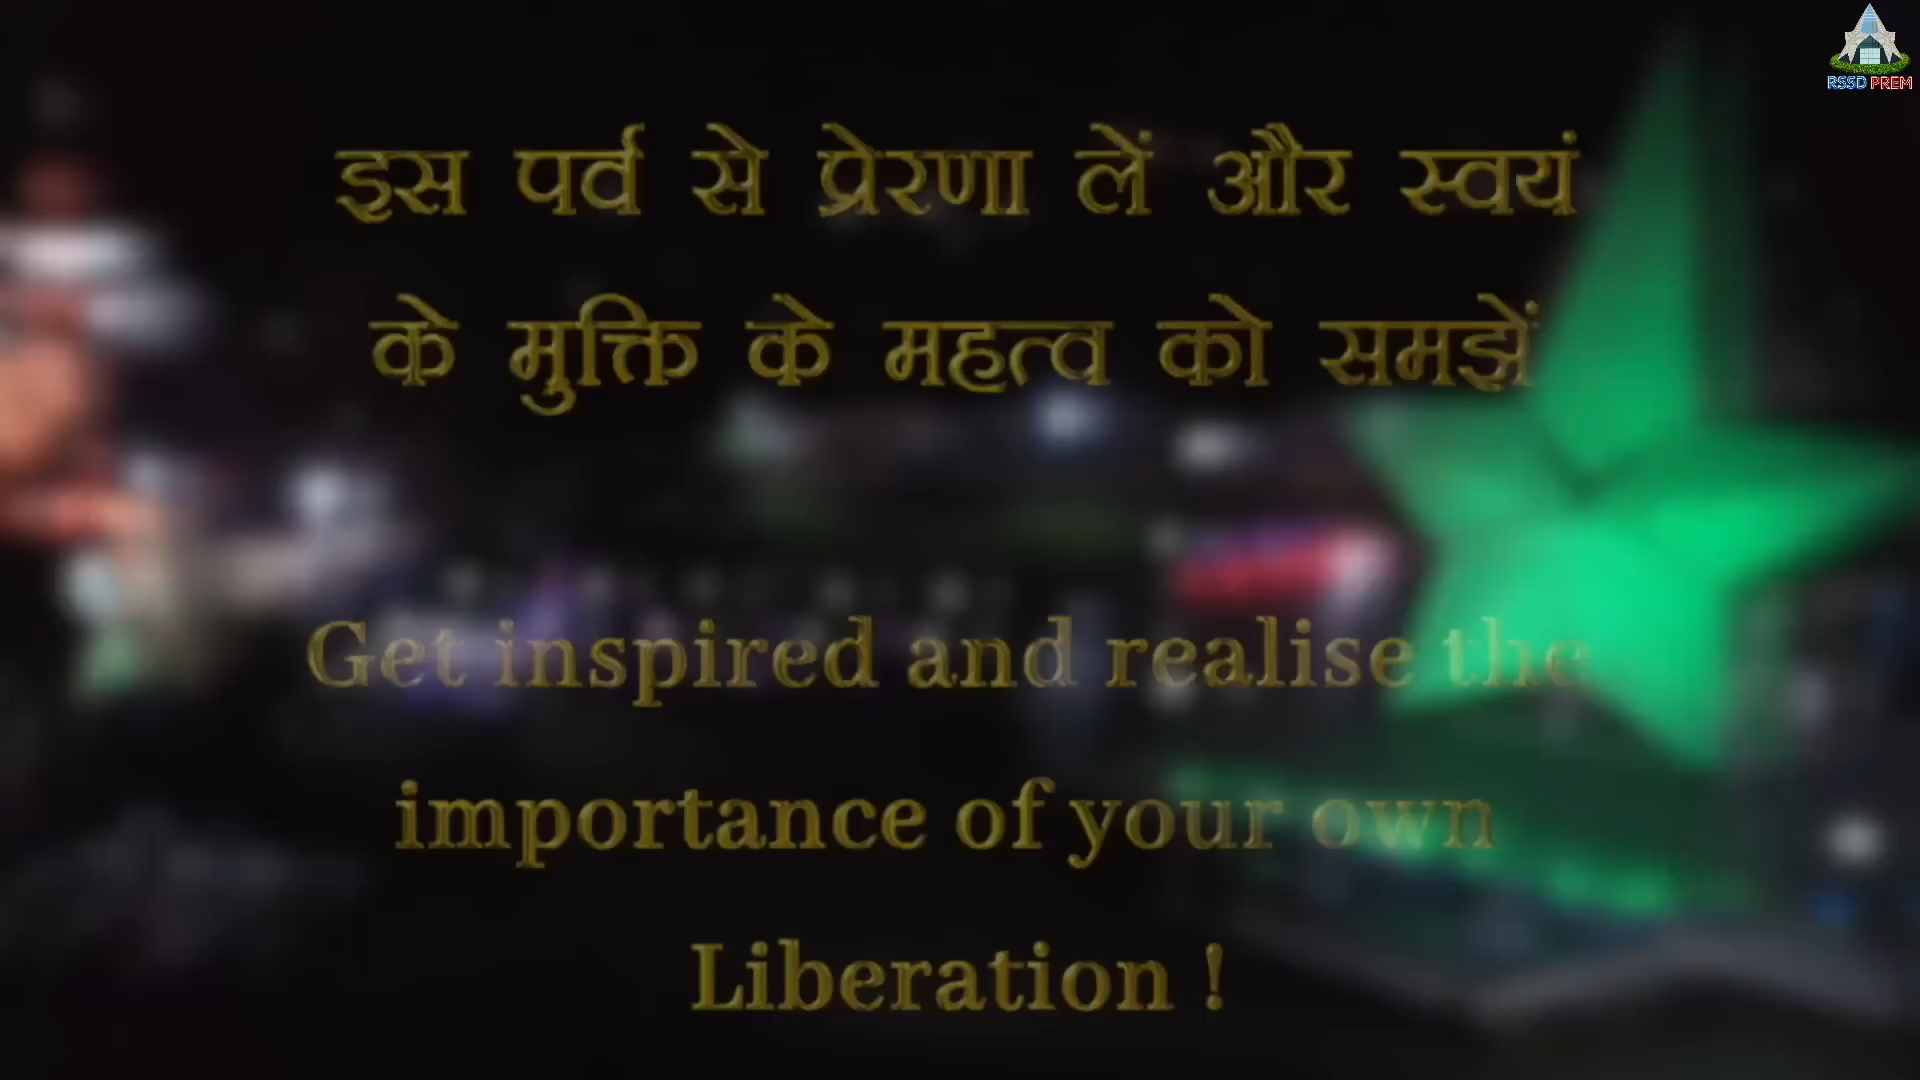 RSSD PREM
इस पर्व से प्रेरणा लें और स्वयं
के मुक्ति के महत्व को समझें
Get inspired and realise the
importance of your own
Liberation !